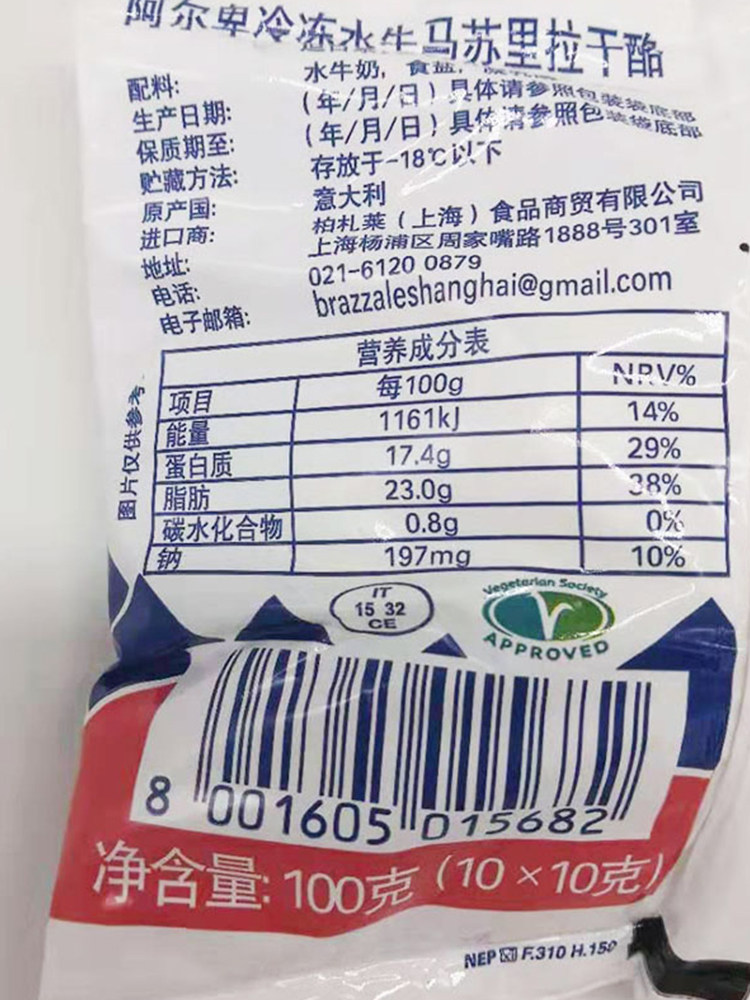 阿尔卑冷冻水牛马苏里拉干酪
配料: 水牛奶, 食盐,
生产日期: (年/月/日) 具体请参照包装袋底部
保质期至: (年/月/日) 具体请参照包装袋底部
贮藏方法: 存放于-18℃以下
原产国: 意大利
进口商: 柏札莱 (上海) 食品商贸有限公司
地址: 上海杨浦区周家嘴路1888号301室
电话: 021-6120 0879
电子邮箱: brazzaleshanghai@gmail.com
图片仅供参考
营养成分表
项目 每100g NRV%
能量 1161kJ 14%
蛋白质 17.4g 29%
脂肪 23.0g 38%
碳水化合物 0.8g 0%
钠 197mg 10%
IT
15 32
CE
Vegetarian Society
APPROVED
8 001605 015682
净含量: 100克 (10×10克)
NEP F.310 H.150